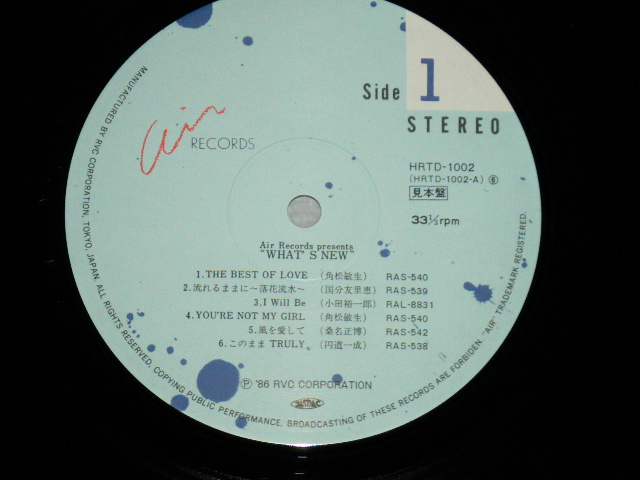 Air
RECORDS
Side 1
STEREO
HRTD-1002
(HRTD-1002-A) ⑥
見本盤
33⅓rpm
Air Records presents
"WHAT'S NEW"
1.THE BEST OF LOVE (角松敏生) RAS-540
2.流れるままに〜落花流水〜 (国分友里恵) RAS-539
3.I Will Be (小田裕一郎) RAL-8831
4.YOU'RE NOT MY GIRL (角松敏生) RAS-540
5.風を愛して (桑名正博) RAS-542
6.このまま TRULY (円道一成) RAS-538
Ⓟ '86 RVC CORPORATION
MANUFACTURED BY RVC CORPORATION, TOKYO, JAPAN. ALL RIGHTS RESERVED, COPYING PUBLIC PERFORMANCE, BROADCASTING OF THESE RECORDS ARE FORBIDEN. "AIR" TRADEMARK REGISTERED.